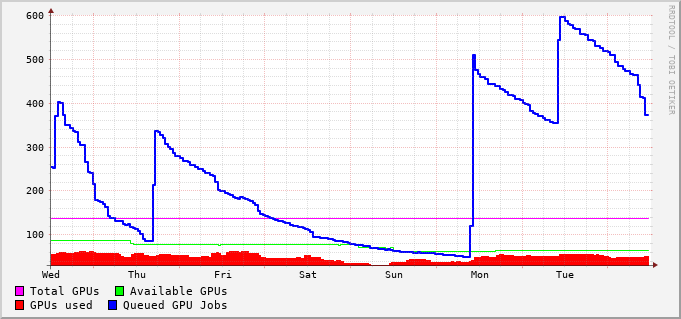 600
500
400
300
200
100
Wed Thu Fri Sat Sun Mon Tue
Total GPUs Available GPUs
GPUs used Queued GPU Jobs
RRDTOOL / TOBI OETIKER